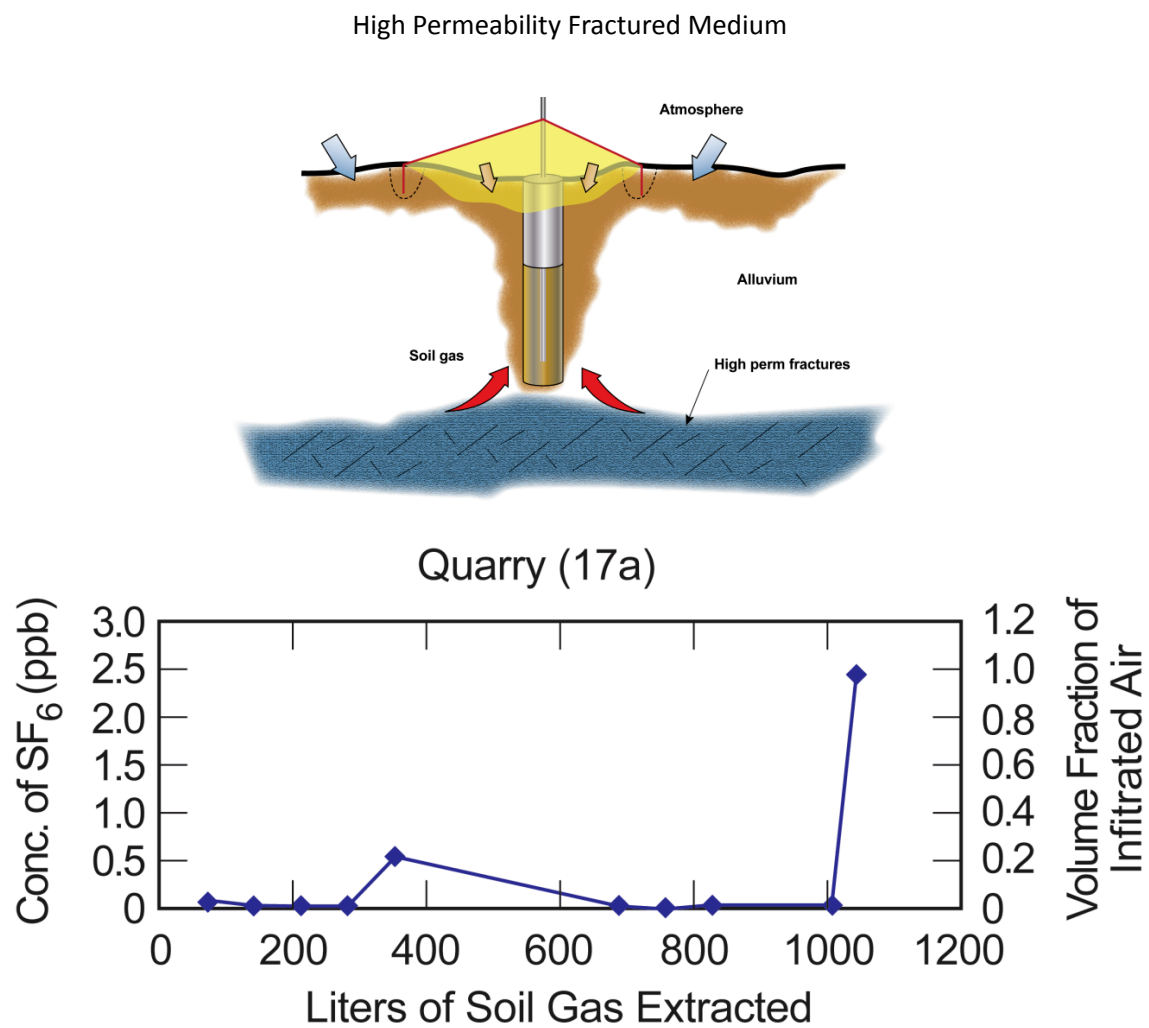 High Permeability Fractured Medium
Atmosphere
Alluvium
Soil gas
High perm fractures
Quarry (17a)
Conc. of SF6 (ppb)
3.0
2.5
2.0
1.5
1.0
0.5
0
1.2
1.0
0.8
0.6
0.4
0.2
0
Volume Fraction of
Infitrated Air
0 200 400 600 800 1000 1200
Liters of Soil Gas Extracted